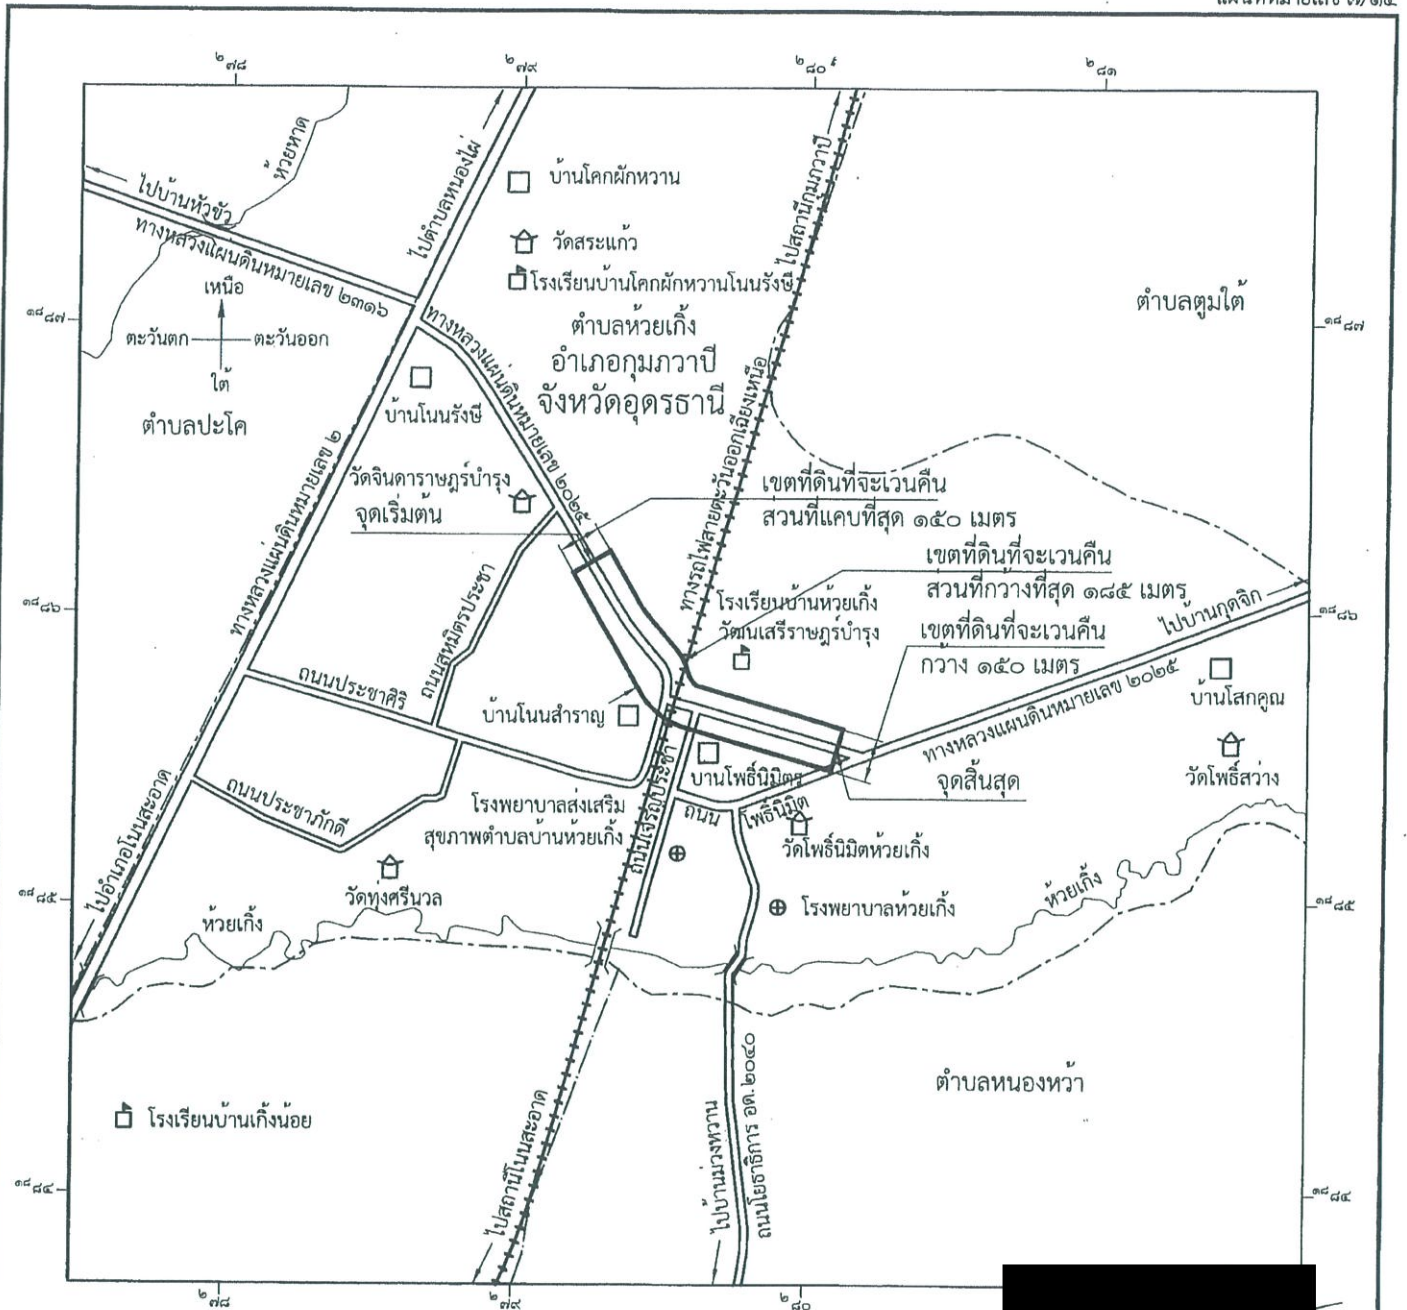 ๒๗๘
๒๗๙
๒๘๐
๒๘๑
ห้วยหาด
ไปบ้านหัวขัว
ทางหลวงแผ่นดินหมายเลข ๒๓๑๖
ไปตำบลหนองไผ่
บ้านโคกผักหวาน
วัดสระแก้ว
โรงเรียนบ้านโคกผักหวานโนนรังษี
ไปสถานีกุมภวาปี
ตำบลตูมใต้
เหนือ
ตะวันตก
ตะวันออก
ใต้
๑๘๘๗
๑๘๘๗
ตำบลห้วยเกิ้ง
อำเภอกุมภวาปี
จังหวัดอุดรธานี
ทางหลวงแผ่นดินหมายเลข ๒๐๒๕
บ้านโนนรังษี
ตำบลปะโค
ทางหลวงแผ่นดินหมายเลข ๒
วัดจินดาราษฎร์บำรุง
จุดเริ่มต้น
ทางรถไฟสายตะวันออกเฉียงเหนือ
เขตที่ดินที่จะเวนคืน
ส่วนที่แคบที่สุด ๑๕๐ เมตร
เขตที่ดินที่จะเวนคืน
ส่วนที่กว้างที่สุด ๑๘๕ เมตร
เขตที่ดินที่จะเวนคืน
กว้าง ๑๕๐ เมตร
โรงเรียนบ้านห้วยเกิ้ง
วัฒนเสรีราษฎร์บำรุง
ไปบ้านกุดจิก
๑๘๘๖
๑๘๘๖
ถนนสุหมิตรประชา
ถนนประชาศิริ
บ้านโนนสำราญ
ทางหลวงแผ่นดินหมายเลข ๒๐๒๕
บ้านโสกคูณ
วัดโพธิ์สว่าง
จุดสิ้นสุด
บ้านโพธิ์นิมิตร
ถนนโพธิ์นิมิต
ถนนเจริญประชา
ถนนประชาภักดี
โรงพยาบาลส่งเสริม
สุขภาพตำบลบ้านห้วยเกิ้ง
วัดโพธิ์นิมิตห้วยเกิ้ง
ไปอำเภอโนนสะอาด
วัดทุ่งศรีนวล
ห้วยเกิ้ง
โรงพยาบาลห้วยเกิ้ง
ห้วยเกิ้ง
๑๘๘๕
๑๘๘๕
ตำบลหนองหว้า
โรงเรียนบ้านเกิ้งน้อย
ไปสถานีโนนสะอาด
ไปบ้านม่วงหวาน
ถนนโยธาธิการ อด.๒๐๔๐
๑๘๘๔
๑๘๘๔
๒๗๘
๒๗๙
๒๘๐